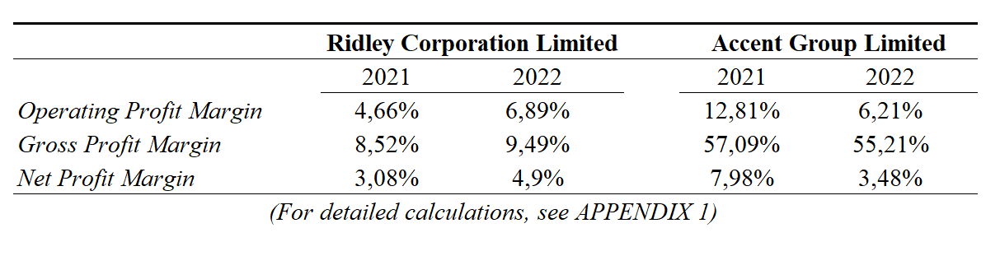 Ridley Corporation Limited Accent Group Limited
2021 2022 2021 2022
Operating Profit Margin 4,66% 6,89% 12,81% 6,21%
Gross Profit Margin 8,52% 9,49% 57,09% 55,21%
Net Profit Margin 3,08% 4,9% 7,98% 3,48%
(For detailed calculations, see APPENDIX 1)